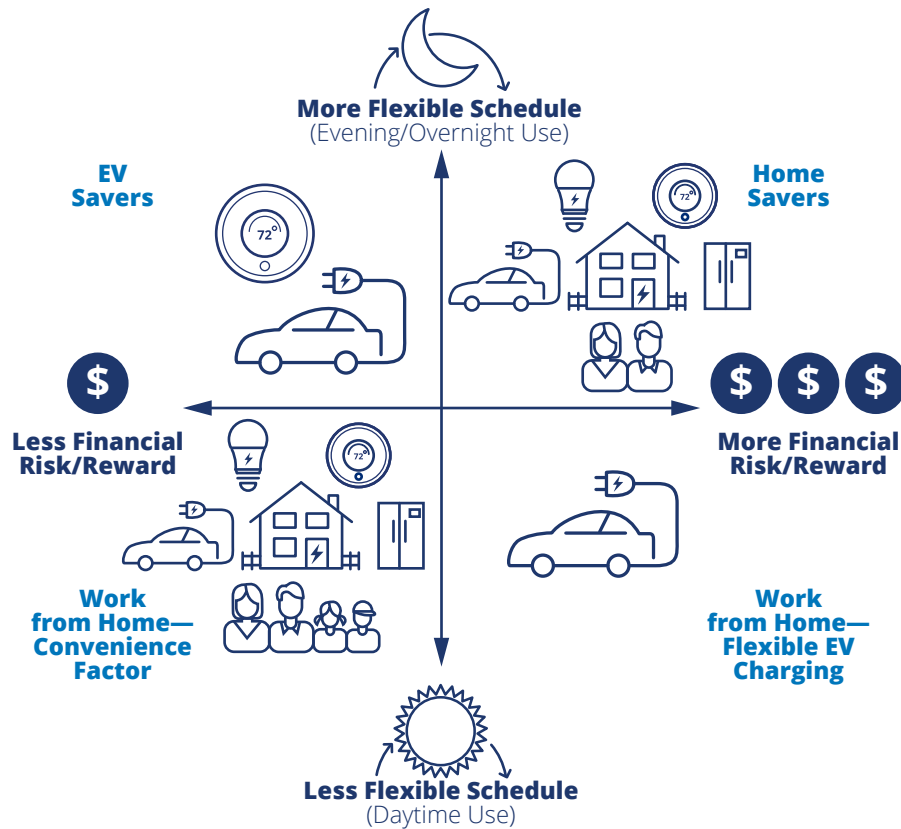 More Flexible Schedule
(Evening/Overnight Use)
EV
Savers
Home
Savers
72°
72°
$
$ $ $
Less Financial
Risk/Reward
More Financial
Risk/Reward
72°
Work
from Home—
Convenience
Factor
Work
from Home—
Flexible EV
Charging
Less Flexible Schedule
(Daytime Use)